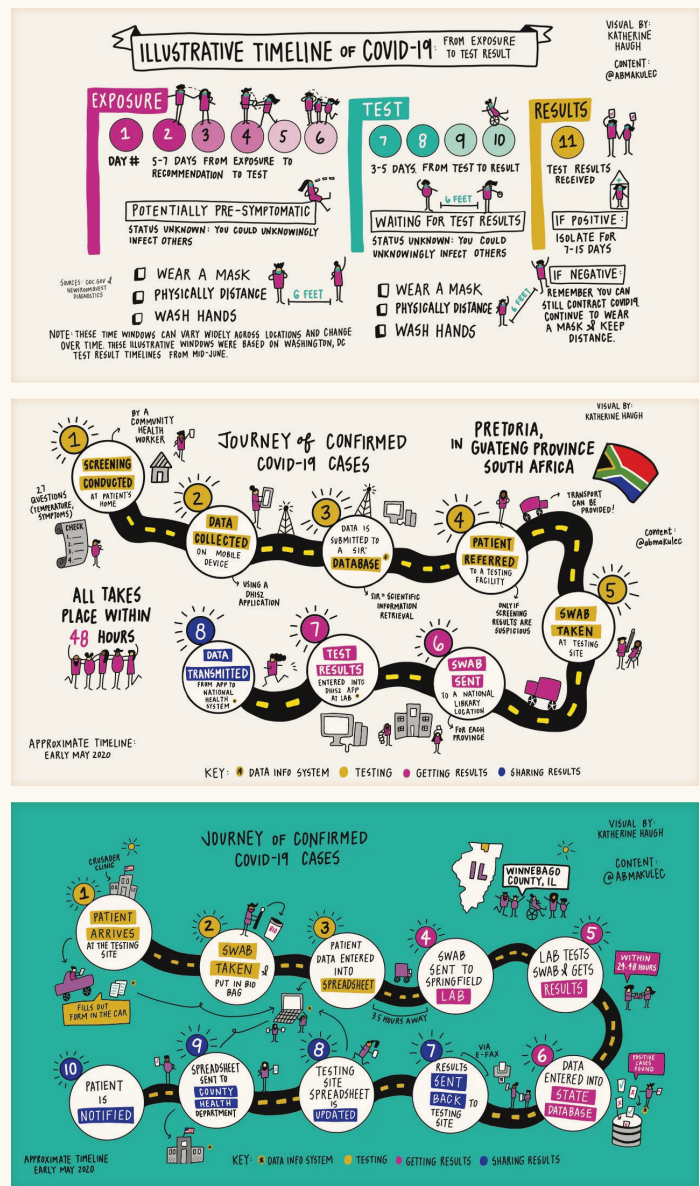 ILLUSTRATIVE TIMELINE OF COVID-19: FROM EXPOSURE
TO TEST RESULT
VISUAL BY:
KATHERINE
HAUGH
CONTENT:
@ABMAKULEC
EXPOSURE
1 2 3 4 5 6
DAY # 5-7 DAYS FROM EXPOSURE TO
RECOMMENDATION TO TEST
POTENTIALLY PRE-SYMPTOMATIC
STATUS UNKNOWN: YOU COULD UNKNOWINGLY
INFECT OTHERS
SOURCES: CDC.GOV &
NEWSROOM.QUEST
DIAGNOSTICS
WEAR A MASK
PHYSICALLY DISTANCE
WASH HANDS
6 FEET
NOTE: THESE TIME WINDOWS CAN VARY WIDELY ACROSS LOCATIONS AND CHANGE
OVER TIME. THESE ILLUSTRATIVE WINDOWS WERE BASED ON WASHINGTON, DC
TEST RESULT TIMELINES FROM MID-JUNE.
TEST
7 8 9 10
3-5 DAYS FROM TEST TO RESULT
6 FEET
WAITING FOR TEST RESULTS
STATUS UNKNOWN: YOU COULD
UNKNOWINGLY INFECT OTHERS
WEAR A MASK
PHYSICALLY DISTANCE
WASH HANDS
6 FEET
RESULTS
11
TEST RESULTS
RECEIVED
IF POSITIVE:
ISOLATE FOR
7-15 DAYS
IF NEGATIVE:
REMEMBER YOU CAN
STILL CONTRACT COVID19.
CONTINUE TO WEAR
A MASK & KEEP
DISTANCE.
JOURNEY of CONFIRMED
COVID-19 CASES
PRETORIA,
IN GUATENG PROVINCE
SOUTH AFRICA
VISUAL BY:
KATHERINE HAUGH
Content:
@abmakulec
1
SCREENING
CONDUCTED
AT PATIENT'S
HOME
BY A
COMMUNITY
HEALTH
WORKER
27
QUESTIONS
(TEMPERATURE,
SYMPTOMS)
CHECK
1.
2.
3.
4.
2
DATA
COLLECTED
ON MOBILE
DEVICE
USING A
DHIS2
APPLICATION
3
DATA IS
SUBMITTED TO
A SIR*
DATABASE
SIR = SCIENTIFIC
INFORMATION
RETRIEVAL
4
PATIENT
REFERRED
TO A TESTING
FACILITY
ONLY IF
SCREENING
RESULTS ARE
SUSPICIOUS
TRANSPORT
CAN BE
PROVIDED!
5
SWAB
TAKEN
AT TESTING
SITE
6
SWAB
SENT
TO A NATIONAL
LIBRARY
LOCATION
FOR EACH
PROVINCE
7
TEST
RESULTS
ENTERED INTO
DHIS2 APP
AT LAB
8
DATA
TRANSMITTED
FROM APP TO
NATIONAL
HEALTH
SYSTEM
ALL TAKES
PLACE WITHIN
48 HOURS
APPROXIMATE TIMELINE:
EARLY MAY 2020
KEY: DATA INFO SYSTEM TESTING GETTING RESULTS SHARING RESULTS
JOURNEY OF CONFIRMED
COVID-19 CASES
VISUAL BY:
KATHERINE HAUGH
CONTENT:
@ABMAKULEC
IL
WINNEBAGO
COUNTY, IL
1
CRUSADER
CLINIC
PATIENT
ARRIVES
AT THE TESTING
SITE
FILLS OUT
FORM IN THE CAR
2
SWAB
TAKEN &
PUT IN BIO
BAG
BIO
3
PATIENT
DATA ENTERED
INTO
SPREADSHEET
3.5 HOURS AWAY
4
SWAB
SENT TO
SPRINGFIELD
LAB
5
LAB TESTS
SWAB & GETS
RESULTS
WITHIN
24-48 HOURS
6
DATA
ENTERED INTO
STATE
DATABASE
POSITIVE
CASES
FOUND
7
RESULTS
SENT
BACK TO
TESTING
SITE
VIA
E-FAX
8
TESTING
SITE
SPREADSHEET
IS
UPDATED
9
SPREADSHEET
SENT TO
COUNTY
HEALTH
DEPARTMENT
10
PATIENT
IS
NOTIFIED
APPROXIMATE TIMELINE
EARLY MAY 2020
KEY: DATA INFO SYSTEM TESTING GETTING RESULTS SHARING RESULTS